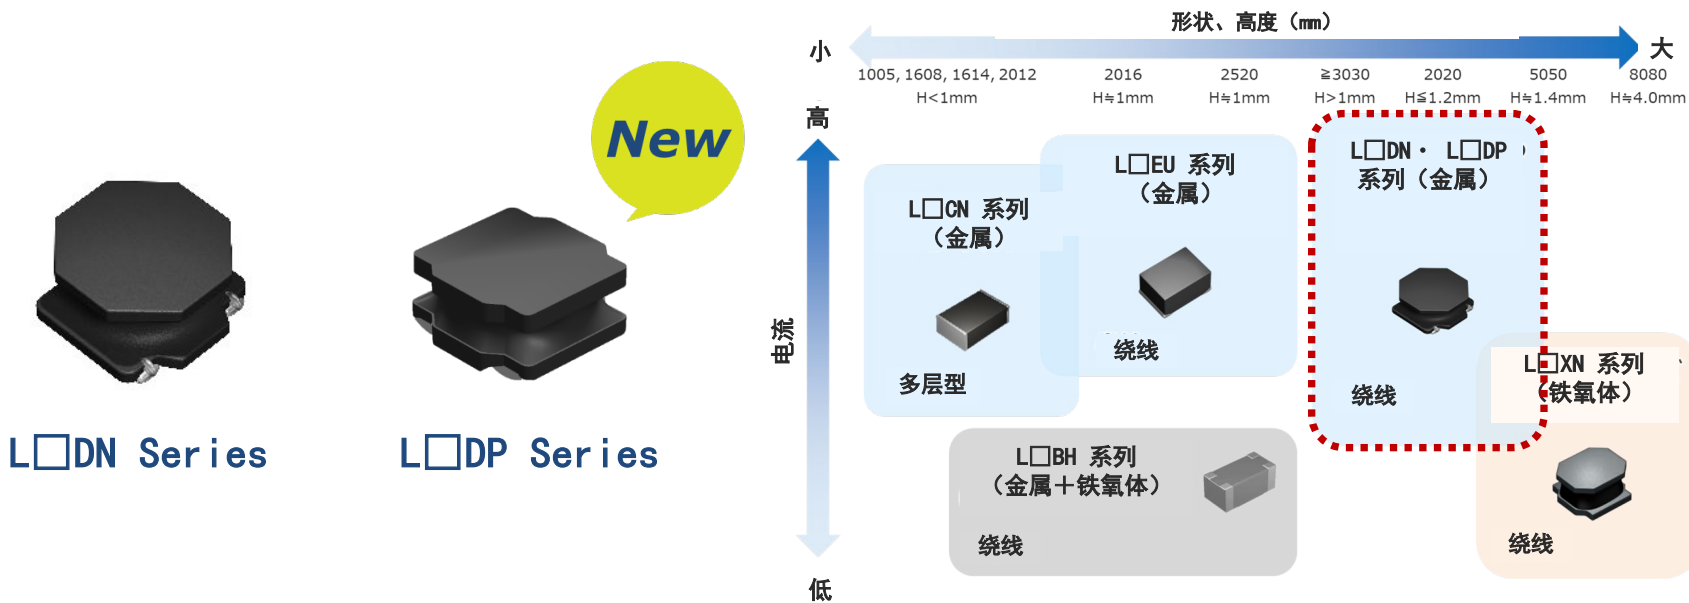 New
L□DN Series
L□DP Series
形状、高度（mm）
小
大
1005, 1608, 1614, 2012
H<1mm
2016
H≒1mm
2520
H≒1mm
≧3030
H>1mm
2020
H≦1.2mm
5050
H≒1.4mm
8080
H≒4.0mm
高
电流
低
L□CN 系列
（金属）
多层型
L□EU 系列
（金属）
绕线
L□DN・ L□DP
系列（金属）
绕线
L□XN 系列
（铁氧体）
绕线
L□BH 系列
（金属＋铁氧体）
绕线